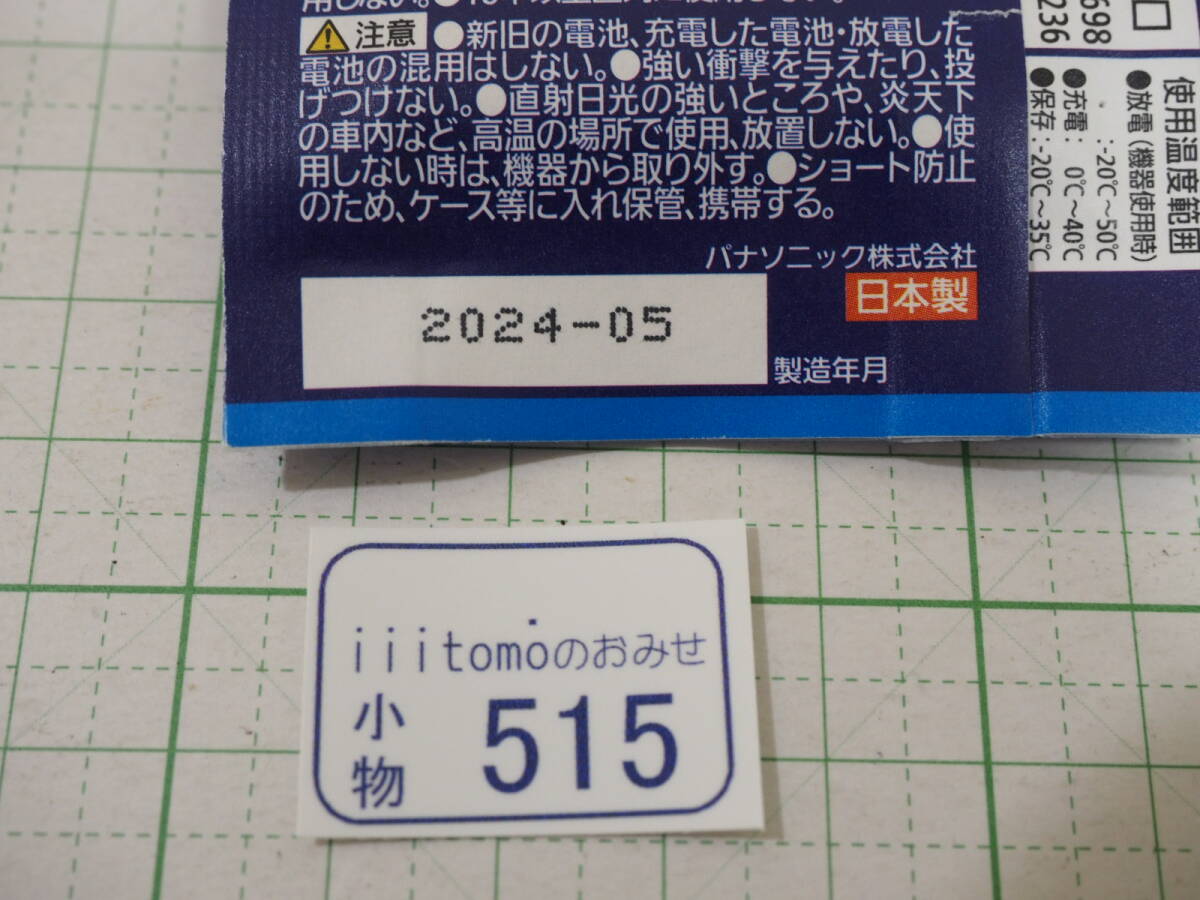 ⚠注意 ●新旧の電池、充電した電池・放電した
電池の混用はしない。●強い衝撃を与えたり、投
げつけない。●直射日光の強いところや、炎天下
の車内など、高温の場所で使用、放置しない。●使
用しない時は、機器から取り外す。●ショート防止
のため、ケース等に入れ保管、携帯する。
パナソニック株式会社
日本製
2024-05
製造年月
使用温度範囲
●放電(機器使用時)
:-20℃~50℃
●充電: 0℃~40℃
●保存:-20℃~35℃
698
236
iiitomoのおみせ
小物
515